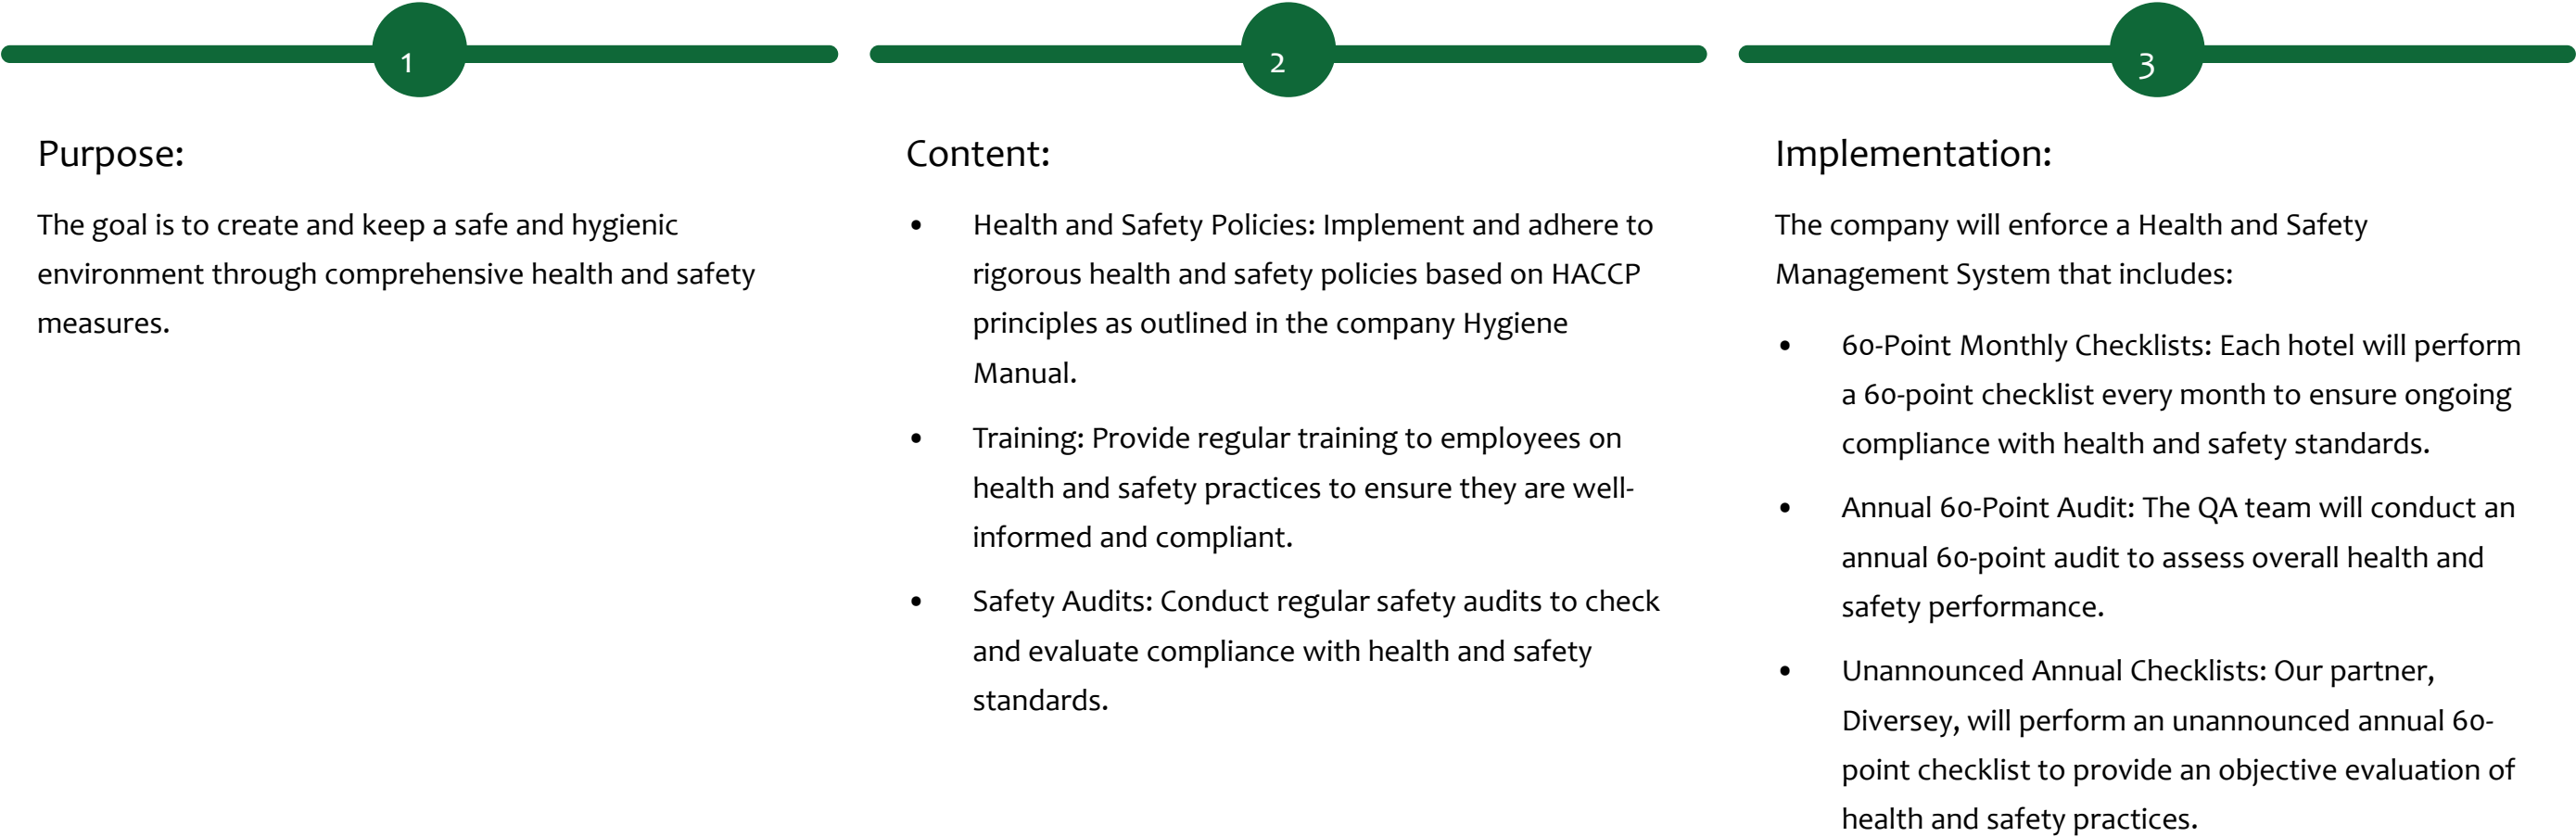 1
Purpose:
The goal is to create and keep a safe and hygienic
environment through comprehensive health and safety
measures.
2
Content:
• Health and Safety Policies: Implement and adhere to
rigorous health and safety policies based on HACCP
principles as outlined in the company Hygiene
Manual.
• Training: Provide regular training to employees on
health and safety practices to ensure they are well-
informed and compliant.
• Safety Audits: Conduct regular safety audits to check
and evaluate compliance with health and safety
standards.
3
Implementation:
The company will enforce a Health and Safety
Management System that includes:
• 60-Point Monthly Checklists: Each hotel will perform
a 60-point checklist every month to ensure ongoing
compliance with health and safety standards.
• Annual 60-Point Audit: The QA team will conduct an
annual 60-point audit to assess overall health and
safety performance.
• Unannounced Annual Checklists: Our partner,
Diversey, will perform an unannounced annual 60-
point checklist to provide an objective evaluation of
health and safety practices.